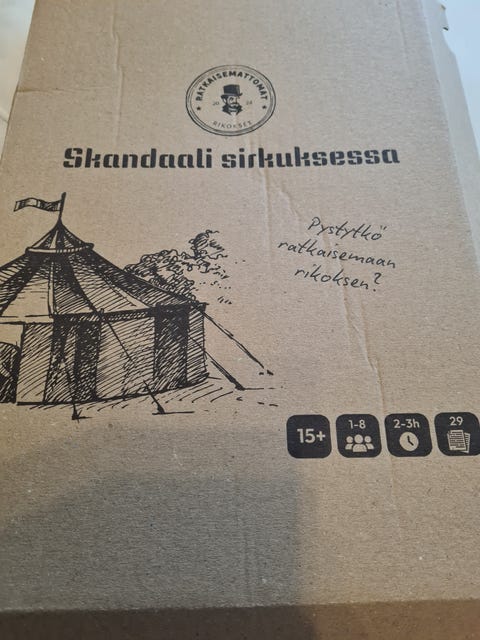 RATKAISEMATTOMAT
20 24
RIKOKSET
Skandaali sirkuksessa
Pystytkö
ratkaisemaan
rikoksen?
15+ 1-8 2-3h 29